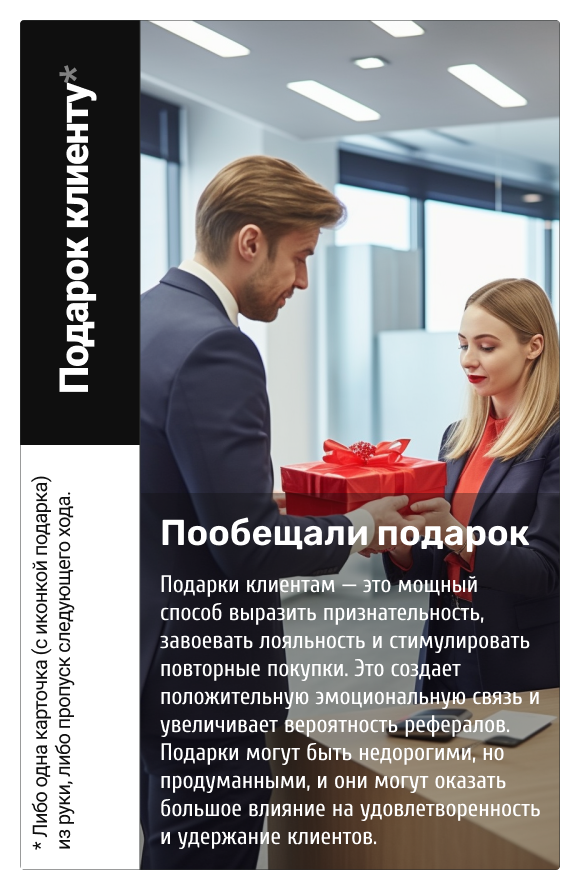 Подарок клиенту*
* Либо одна карточка (с иконкой подарка)
из руки, либо пропуск следующего хода.
Пообещали подарок
Подарки клиентам — это мощный
способ выразить признательность,
завоевать лояльность и стимулировать
повторные покупки. Это создает
положительную эмоциональную связь и
увеличивает вероятность рефералов.
Подарки могут быть недорогими, но
продуманными, и они могут оказать
большое влияние на удовлетворенность
и удержание клиентов.